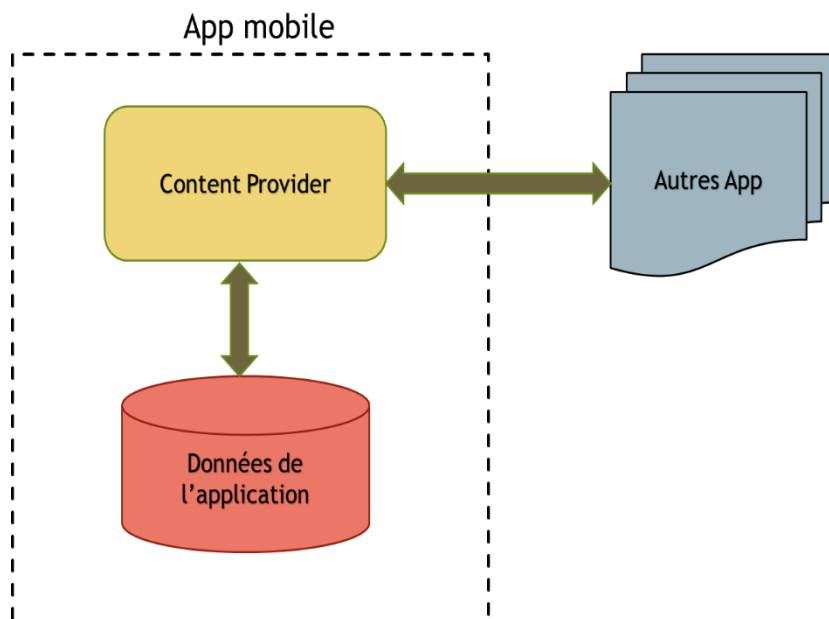 App mobile
Content Provider
Autres App
Données de
l’application